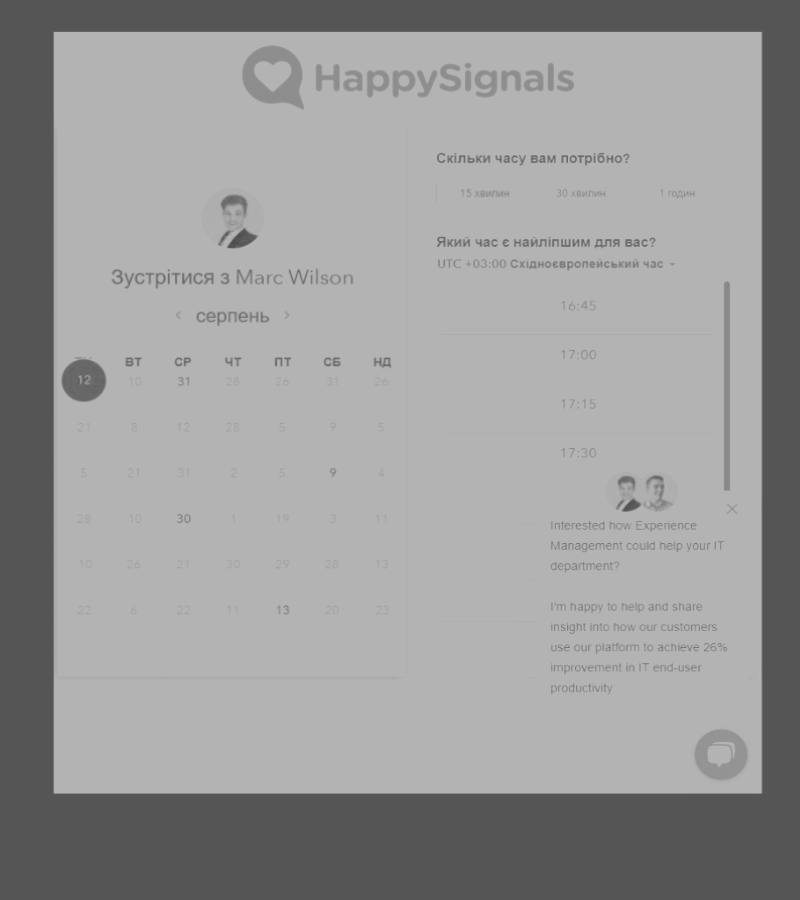 HappySignals
Зустрітися з Marc Wilson
серпень
ВТ СР ЧТ ПТ СБ НД
12 10 31 28 26 31 26
21 8 12 28 5 9 5
5 21 31 2 5 9 4
28 10 30 1 19 3 11
10 26 21 30 29 28 13
22 6 22 11 13 20 23
Скільки часу вам потрібно?
15 хвилин 30 хвилин 1 годин
Який час є найліпшим для вас?
UTC +03:00 Східноєвропейський час
16:45
17:00
17:15
17:30
Interested how Experience
Management could help your IT
department?
I'm happy to help and share
insight into how our customers
use our platform to achieve 26%
improvement in IT end-user
productivity